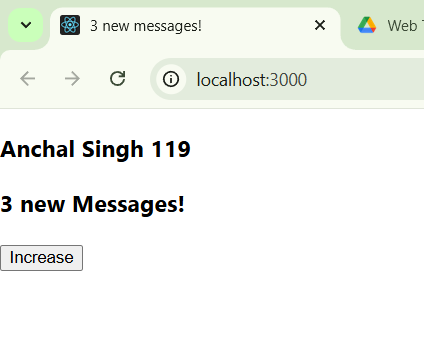 3 new messages!
Web T
localhost:3000
Anchal Singh 119
3 new Messages!
Increase